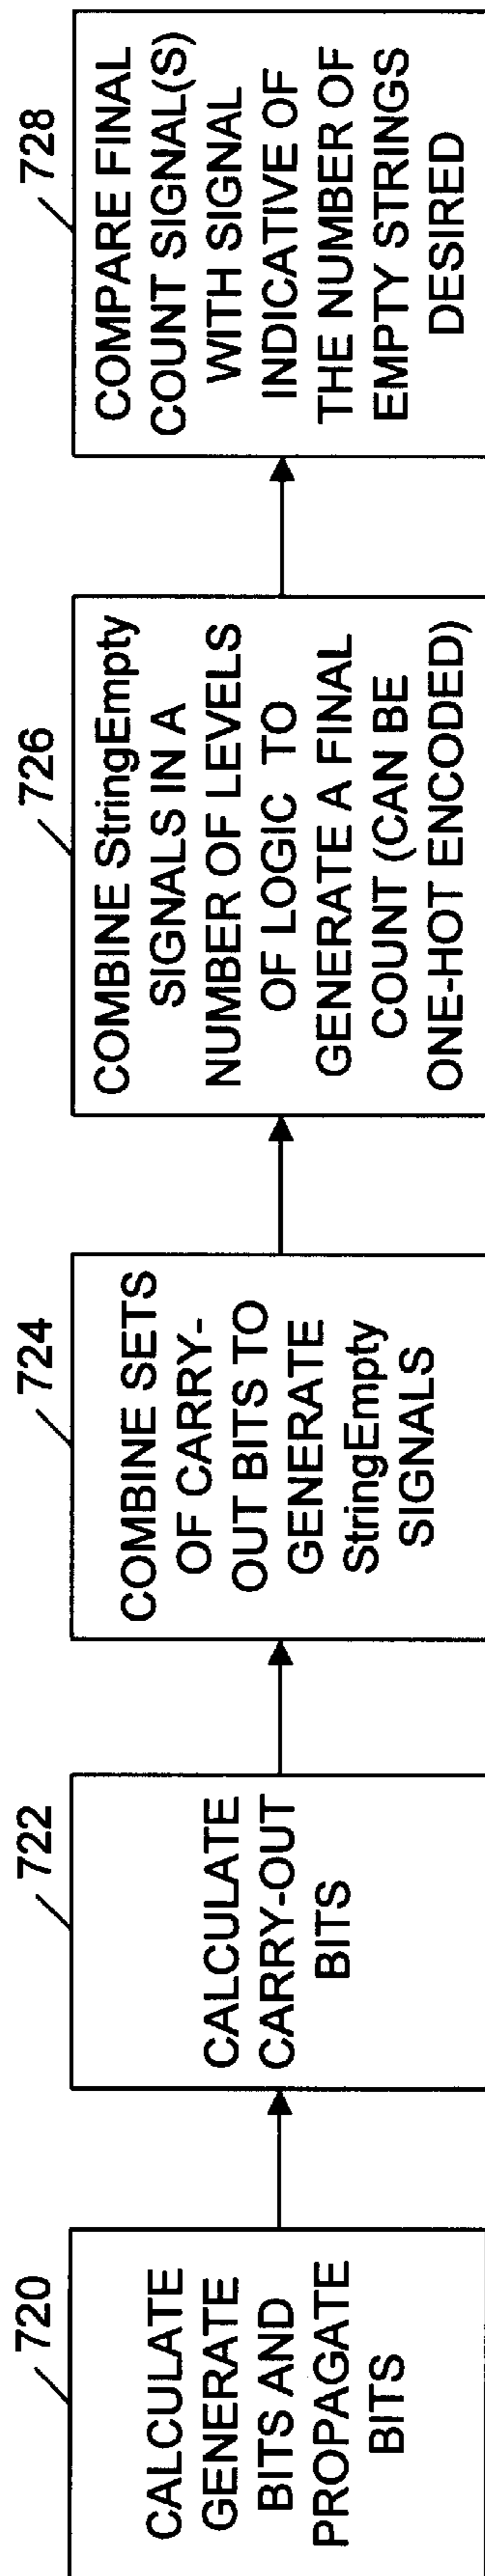 720
CALCULATE
GENERATE
BITS AND
PROPAGATE
BITS
722
CALCULATE
CARRY-OUT
BITS
724
COMBINE SETS
OF CARRY-
OUT BITS TO
GENERATE
StringEmpty
SIGNALS
726
COMBINE StringEmpty
SIGNALS IN A
NUMBER OF LEVELS
OF LOGIC TO
GENERATE A FINAL
COUNT (CAN BE
ONE-HOT ENCODED)
728
COMPARE FINAL
COUNT SIGNAL(S)
WITH SIGNAL
INDICATIVE OF
THE NUMBER OF
EMPTY STRINGS
DESIRED